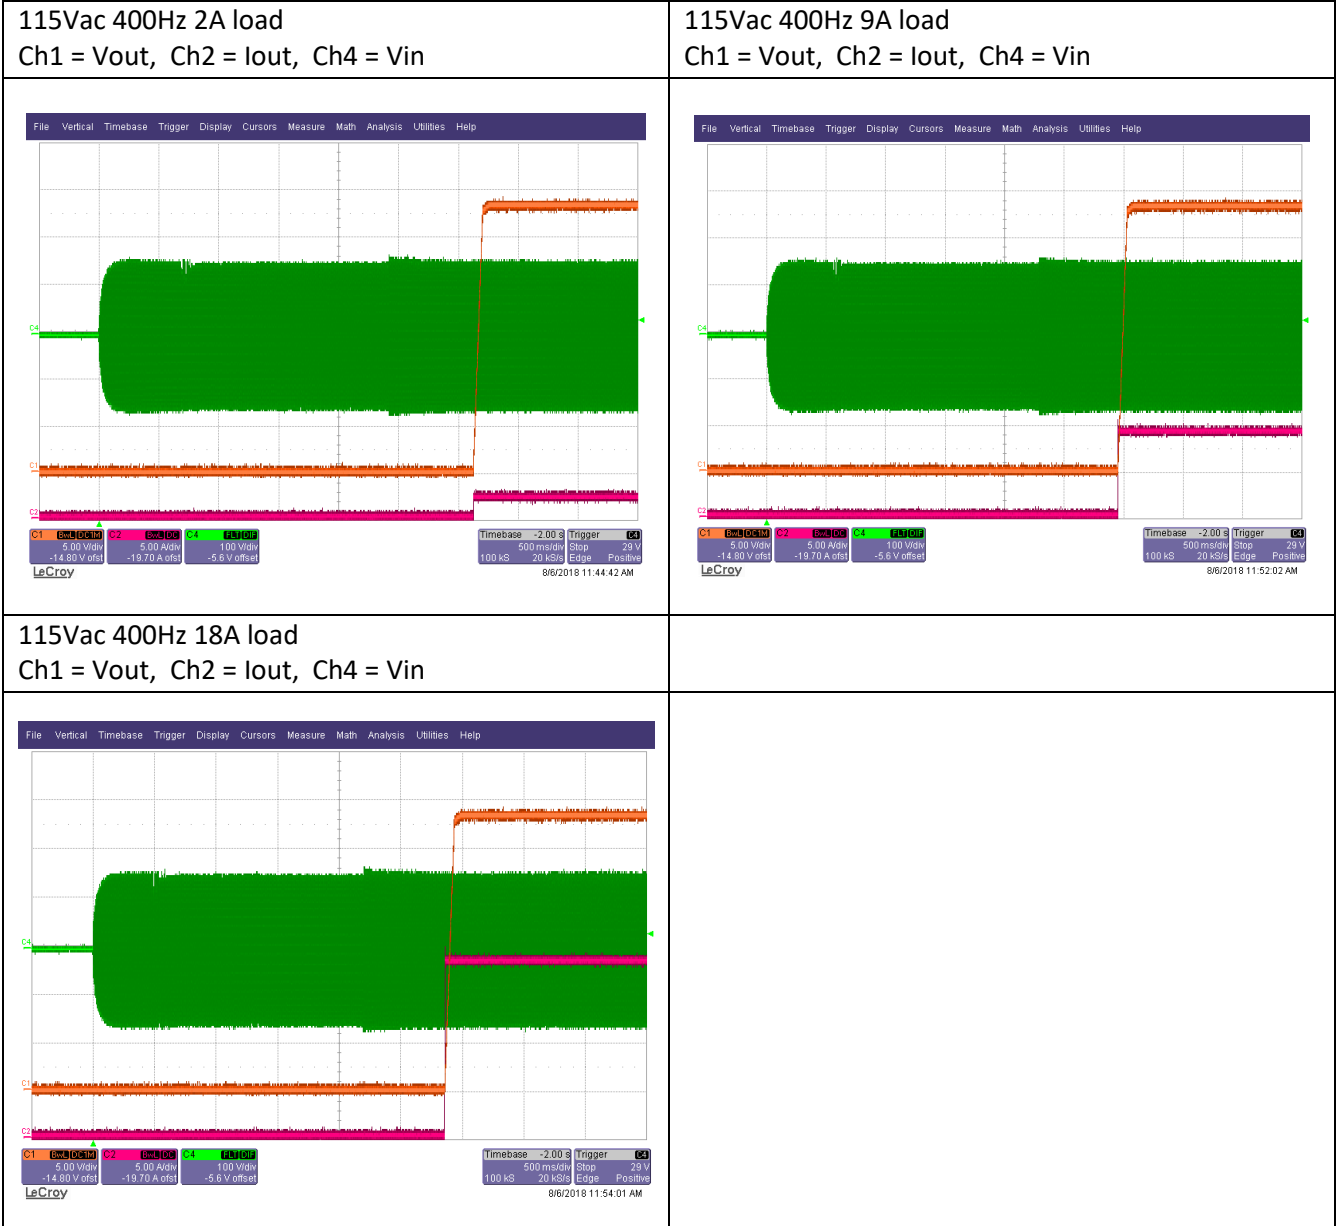 115Vac 400Hz 2A load
Ch1 = Vout, Ch2 = Iout, Ch4 = Vin
File Vertical Timebase Trigger Display Cursors Measure Math Analysis Utilities Help
C4
C1
C2
C1 BwL DC1M C2 BwL DC C4 FLT DIF Timebase -2.00 s Trigger C4
5.00 V/div 5.00 A/div 100 V/div 500 ms/div Stop 29 V
-14.80 V ofst -19.70 A ofst -5.6 V offset 100 kS 20 kS/s Edge Positive
LeCroy 8/6/2018 11:44:42 AM
115Vac 400Hz 9A load
Ch1 = Vout, Ch2 = Iout, Ch4 = Vin
File Vertical Timebase Trigger Display Cursors Measure Math Analysis Utilities Help
C4
C1
C2
C1 BwL DC1M C2 BwL DC C4 FLT DIF Timebase -2.00 s Trigger C4
5.00 V/div 5.00 A/div 100 V/div 500 ms/div Stop 29 V
-14.80 V ofst -19.70 A ofst -5.6 V offset 100 kS 20 kS/s Edge Positive
LeCroy 8/6/2018 11:52:02 AM
115Vac 400Hz 18A load
Ch1 = Vout, Ch2 = Iout, Ch4 = Vin
File Vertical Timebase Trigger Display Cursors Measure Math Analysis Utilities Help
C4
C1
C2
C1 BwL DC1M C2 BwL DC C4 FLT DIF Timebase -2.00 s Trigger C4
5.00 V/div 5.00 A/div 100 V/div 500 ms/div Stop 29 V
-14.80 V ofst -19.70 A ofst -5.6 V offset 100 kS 20 kS/s Edge Positive
LeCroy 8/6/2018 11:54:01 AM